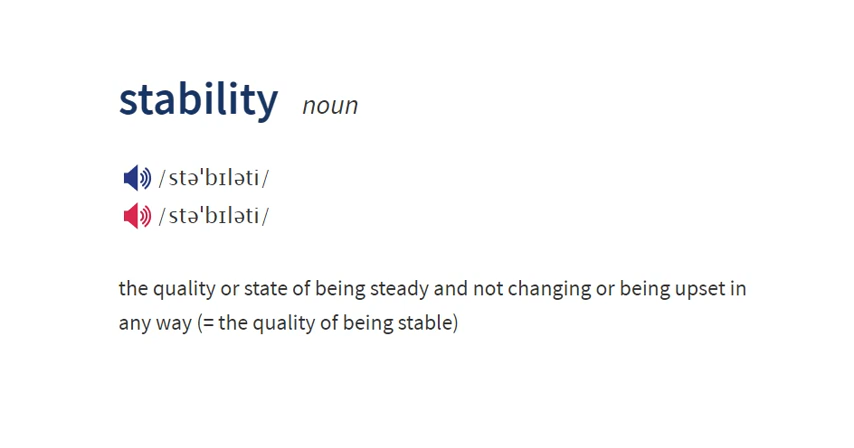 stability noun
/stəˈbɪləti/
/stəˈbɪləti/
the quality or state of being steady and not changing or being upset in
any way (= the quality of being stable)